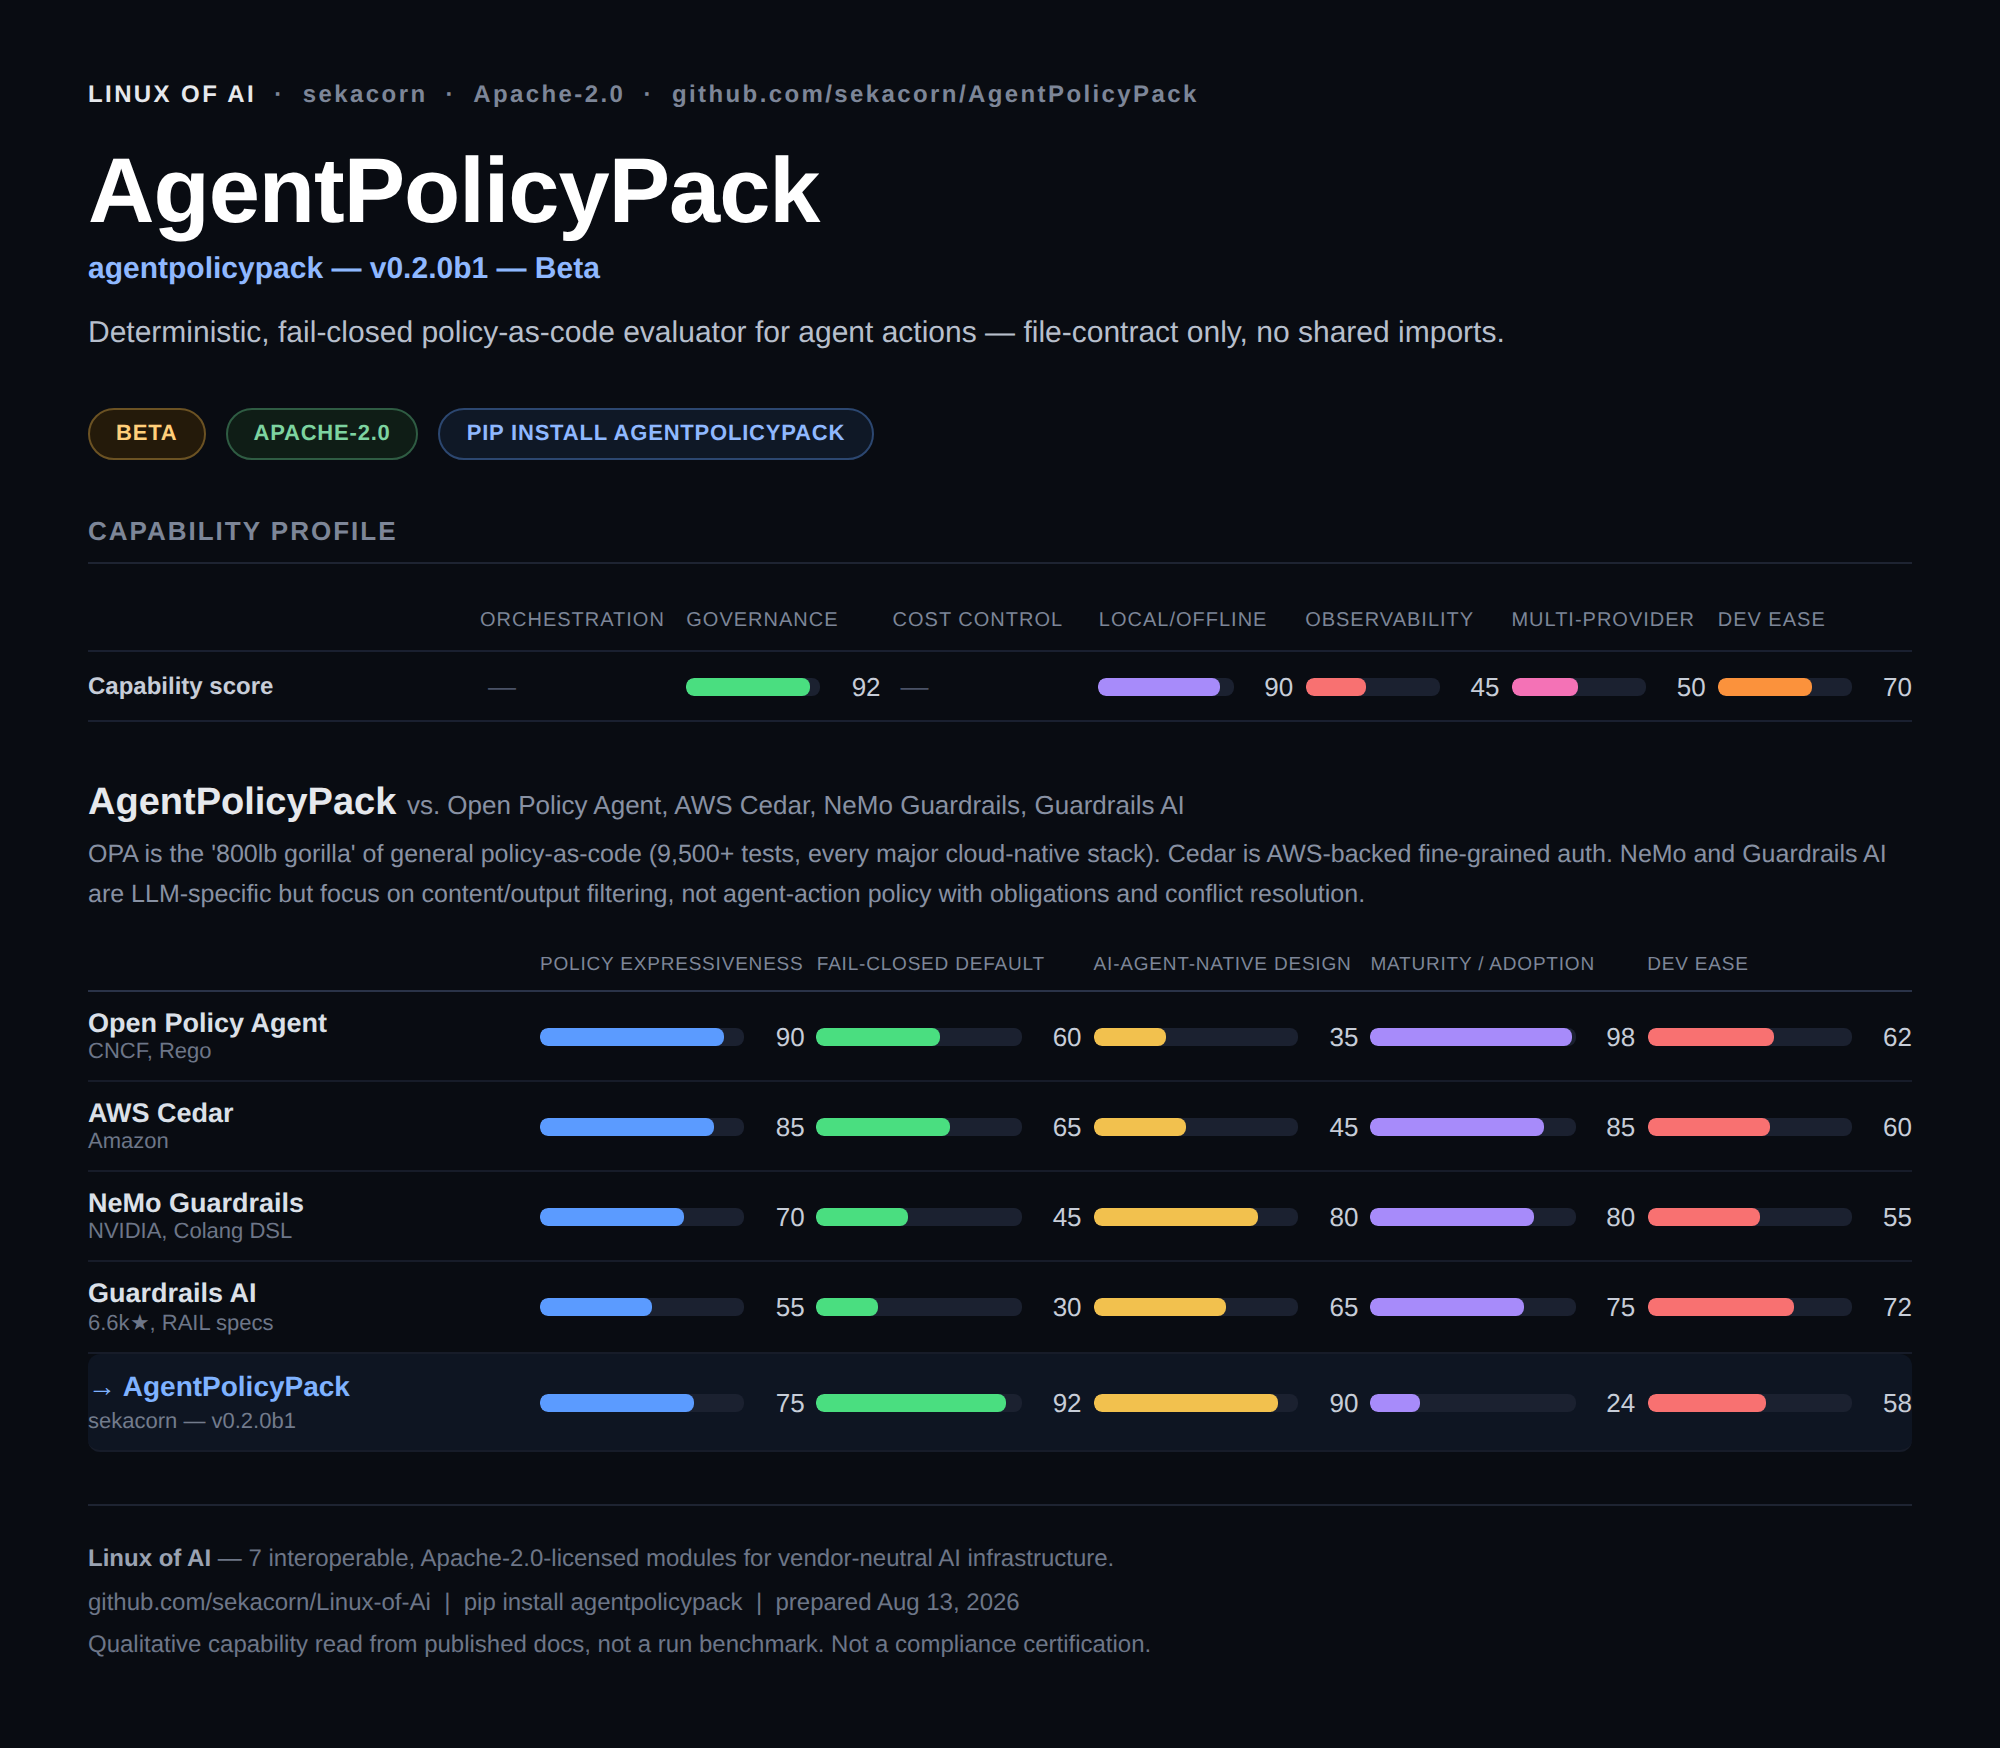 LINUX OF AI · sekacorn · Apache-2.0 · github.com/sekacorn/AgentPolicyPack
AgentPolicyPack
agentpolicypack — v0.2.0b1 — Beta
Deterministic, fail-closed policy-as-code evaluator for agent actions — file-contract only, no shared imports.
BETA APACHE-2.0 PIP INSTALL AGENTPOLICYPACK
CAPABILITY PROFILE
ORCHESTRATION GOVERNANCE COST CONTROL LOCAL/OFFLINE OBSERVABILITY MULTI-PROVIDER DEV EASE
Capability score — 92 — 90 45 50 70
AgentPolicyPack vs. Open Policy Agent, AWS Cedar, NeMo Guardrails, Guardrails AI
OPA is the '800lb gorilla' of general policy-as-code (9,500+ tests, every major cloud-native stack). Cedar is AWS-backed fine-grained auth. NeMo and Guardrails AI
are LLM-specific but focus on content/output filtering, not agent-action policy with obligations and conflict resolution.
POLICY EXPRESSIVENESS FAIL-CLOSED DEFAULT AI-AGENT-NATIVE DESIGN MATURITY / ADOPTION DEV EASE
Open Policy Agent 90 60 35 98 62
CNCF, Rego
AWS Cedar 85 65 45 85 60
Amazon
NeMo Guardrails 70 45 80 80 55
NVIDIA, Colang DSL
Guardrails AI 55 30 65 75 72
6.6k★, RAIL specs
→ AgentPolicyPack 75 92 90 24 58
sekacorn — v0.2.0b1
Linux of AI — 7 interoperable, Apache-2.0-licensed modules for vendor-neutral AI infrastructure.
github.com/sekacorn/Linux-of-Ai | pip install agentpolicypack | prepared Aug 13, 2026
Qualitative capability read from published docs, not a run benchmark. Not a compliance certification.